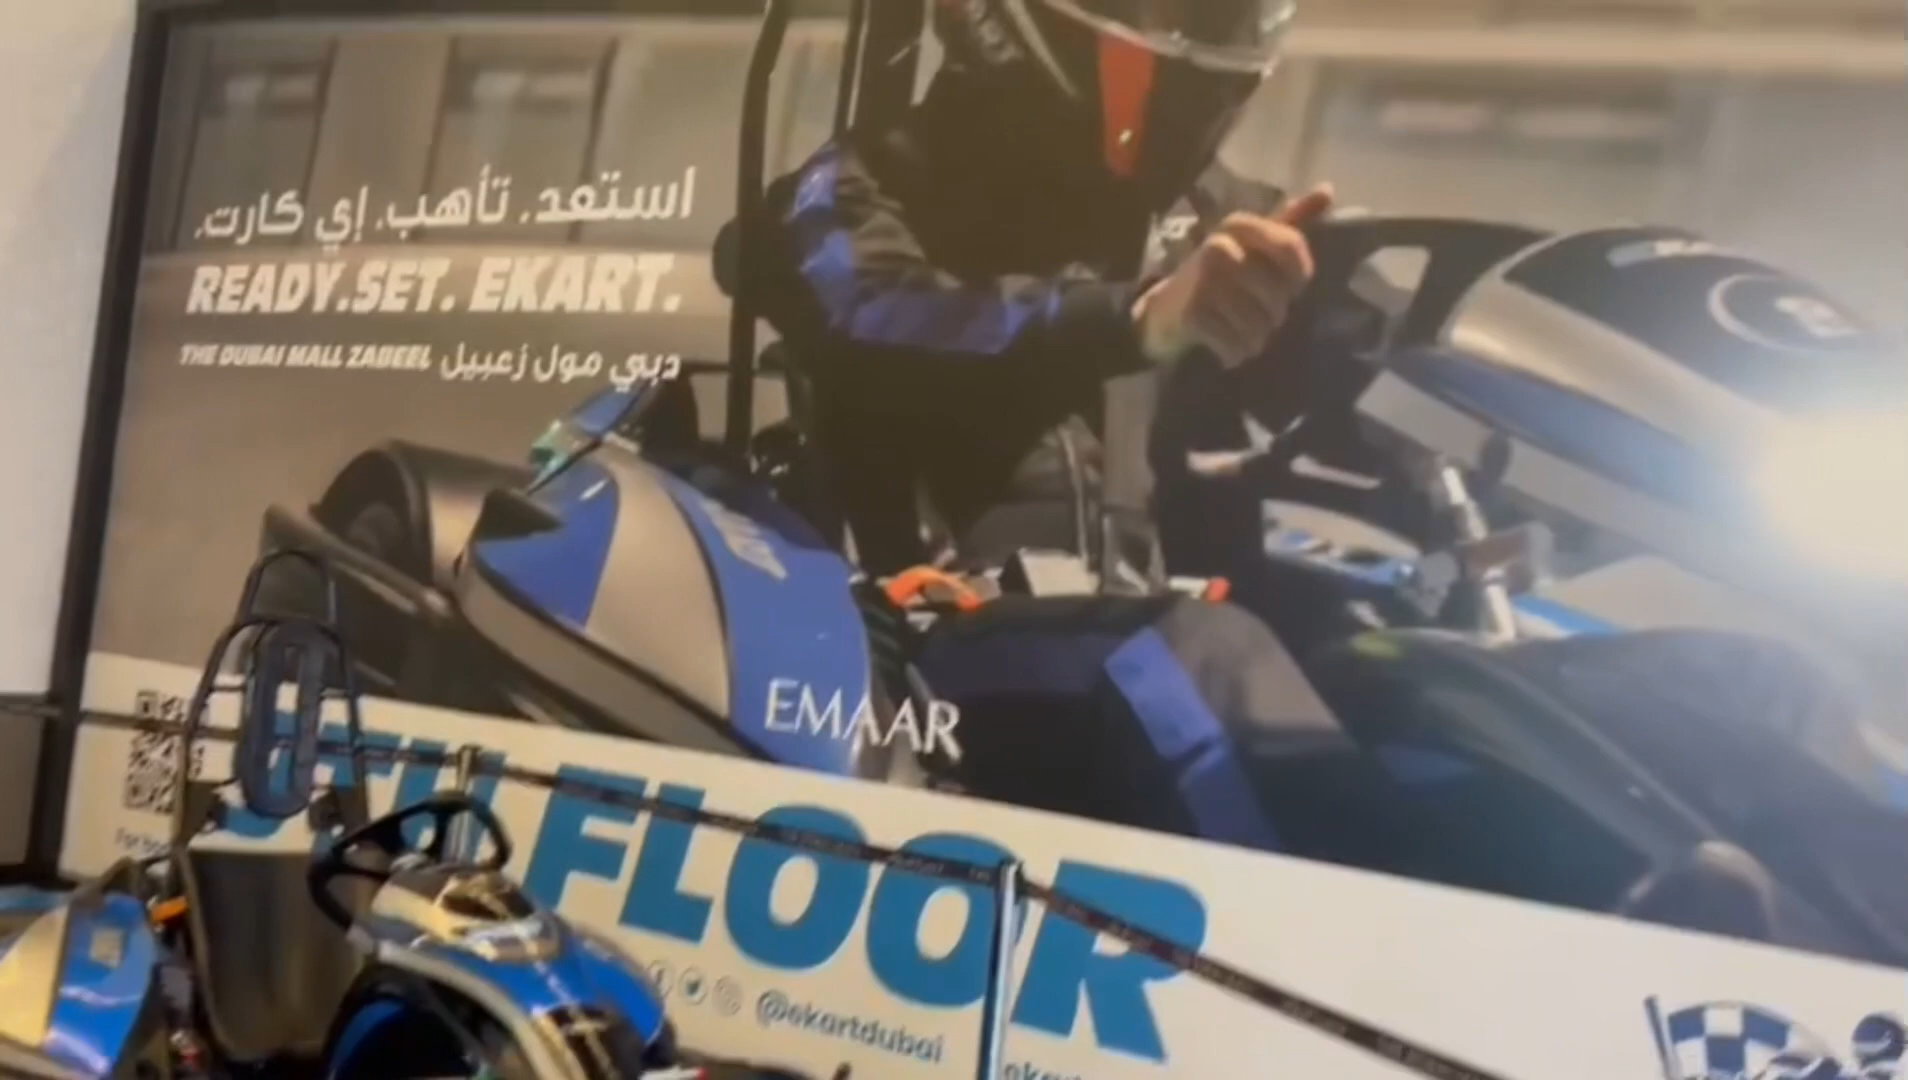 استعد. تأهب. إي كارت.
READY.SET. EKART.
THE DUBAI MALL ZABEEL دبي مول زعبيل
EMAAR
FLOOR
@ekartdubai